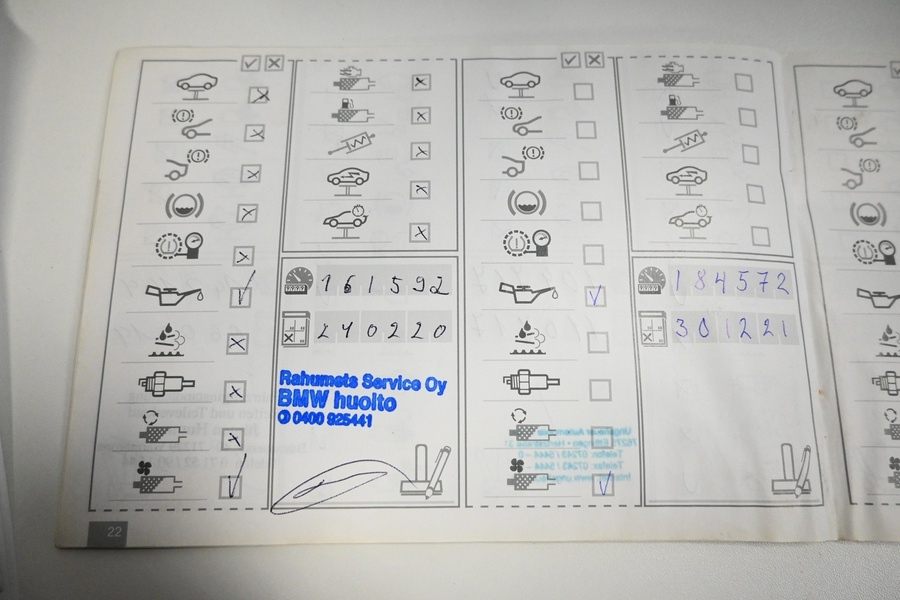 161592
240220
Rahumets Service Oy
BMW huolto
✆ 0400 925441
184572
301221
22